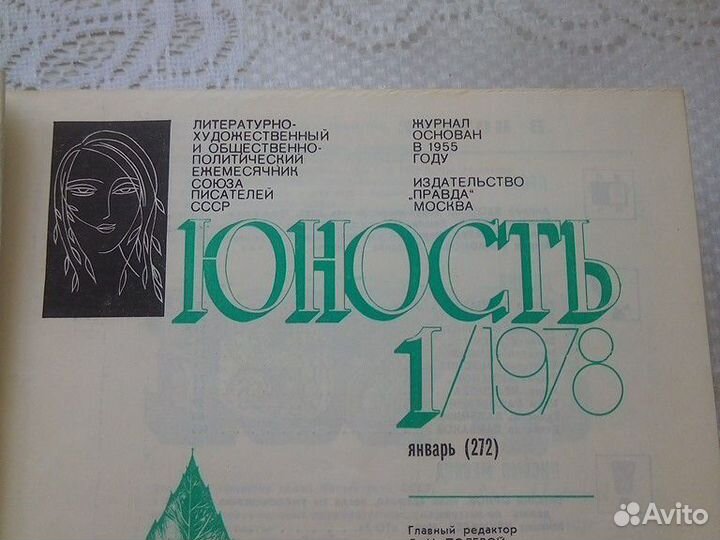 ЛИТЕРАТУРНО-
ХУДОЖЕСТВЕННЫЙ
И ОБЩЕСТВЕННО-
ПОЛИТИЧЕСКИЙ
ЕЖЕМЕСЯЧНИК
СОЮЗА
ПИСАТЕЛЕЙ
СССР
ЖУРНАЛ
ОСНОВАН
В 1955
ГОДУ
ИЗДАТЕЛЬСТВО
„ПРАВДА“
МОСКВА
ЮНОСТЬ
1/1978
январь (272)
Главный редактор
ПОЛЕВОЙ
Avito